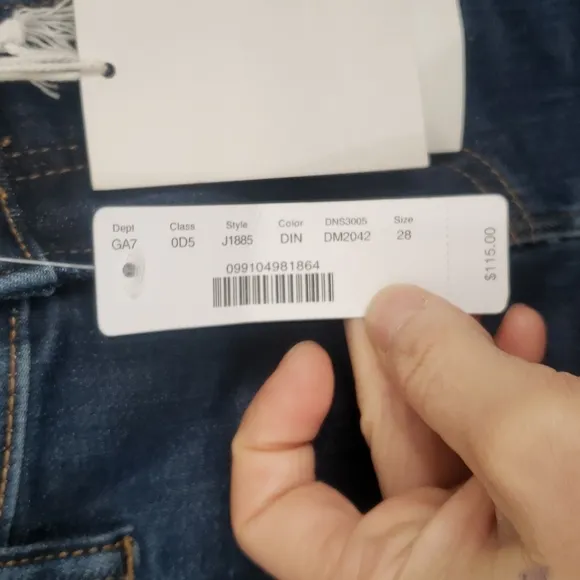 Dept Class Style Color DNS3005 Size
GA7 0D5 J1885 DIN DM2042 28
099104981864
$115.00